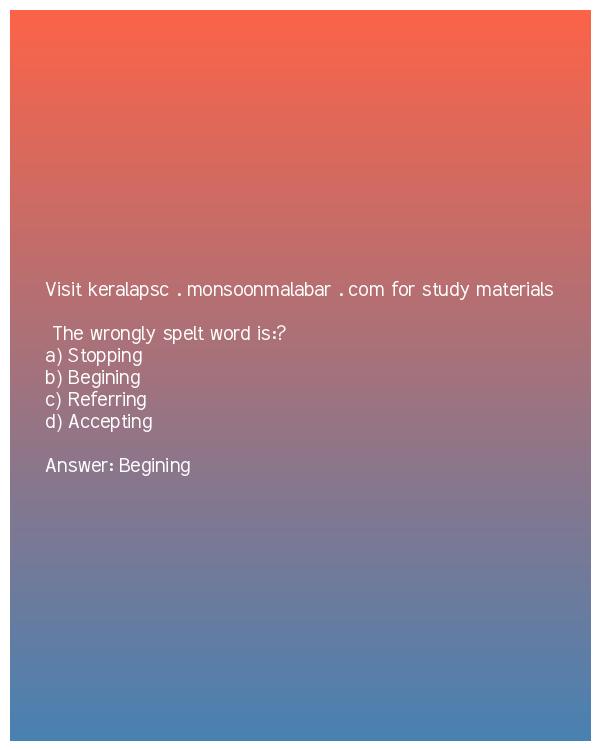 Visit keralapsc . monsoonmalabar . com for study materials
The wrongly spelt word is:?
a) Stopping
b) Begining
c) Referring
d) Accepting
Answer: Begining